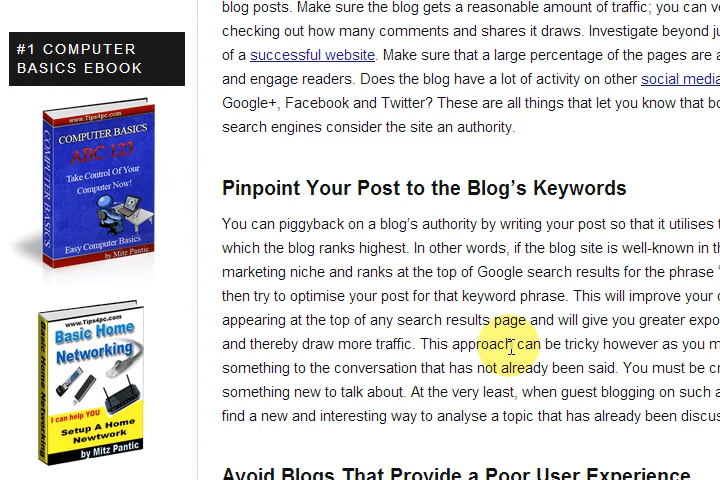 #1 COMPUTER
BASICS EBOOK
www.Tips4pc.com
COMPUTER BASICS
ABC 123
Take Control Of Your
Computer Now!
Easy Computer Basics
by Mitz Pantic
COMPUTER BASICS
www.Tips4pc.com
Basic Home
Networking
I can help YOU
Setup A Home
Newtwork
by Mitz Pantic
Basic Home Networking
blog posts. Make sure the blog gets a reasonable amount of traffic; you can
checking out how many comments and shares it draws. Investigate beyond
of a successful website. Make sure that a large percentage of the pages are
and engage readers. Does the blog have a lot of activity on other social media
Google+, Facebook and Twitter? These are all things that let you know that
search engines consider the site an authority.
Pinpoint Your Post to the Blog's Keywords
You can piggyback on a blog's authority by writing your post so that it utilises
which the blog ranks highest. In other words, if the blog site is well-known in
marketing niche and ranks at the top of Google search results for the phrase
then try to optimise your post for that keyword phrase. This will improve your
appearing at the top of any search results page and will give you greater
and thereby draw more traffic. This approach can be tricky however as you
something to the conversation that has not already been said. You must be
something new to talk about. At the very least, when guest blogging on such
find a new and interesting way to analyse a topic that has already been
Avoid Blogs That Provide a Poor User Experience